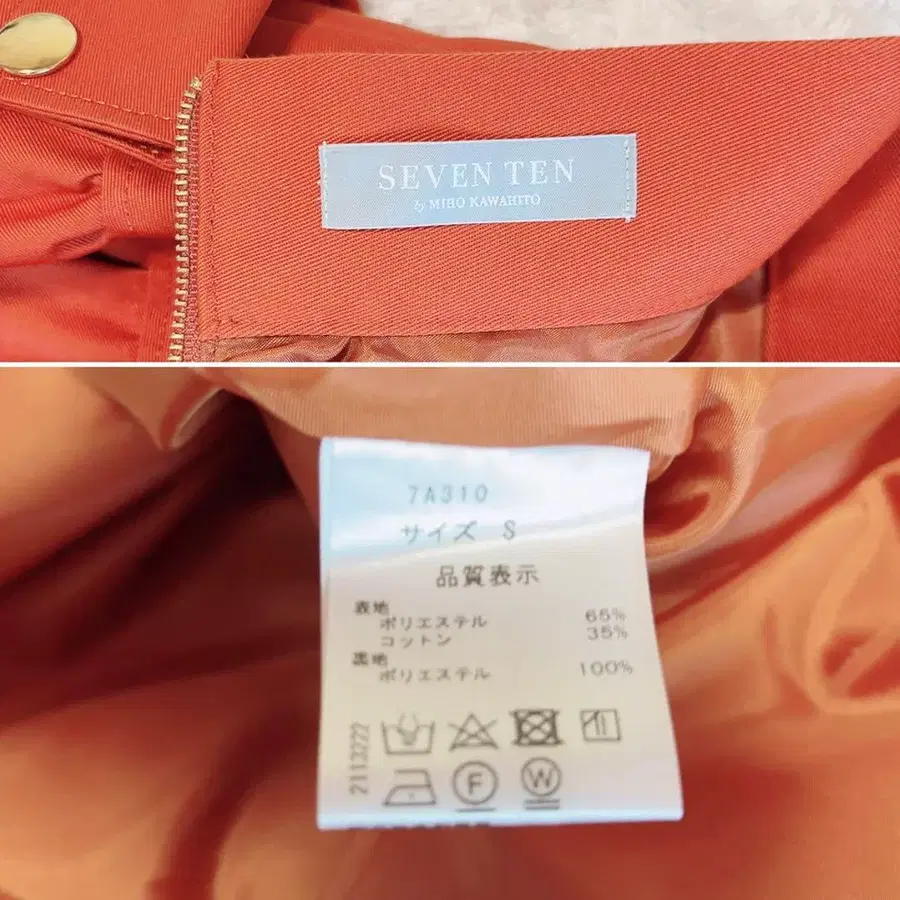 SEVEN TEN
by MIHO KAWAHITO
7A310
サイズ S
品質表示
表地
ポリエステル 65%
コットン 35%
裏地
ポリエステル 100%
2113222
F
W